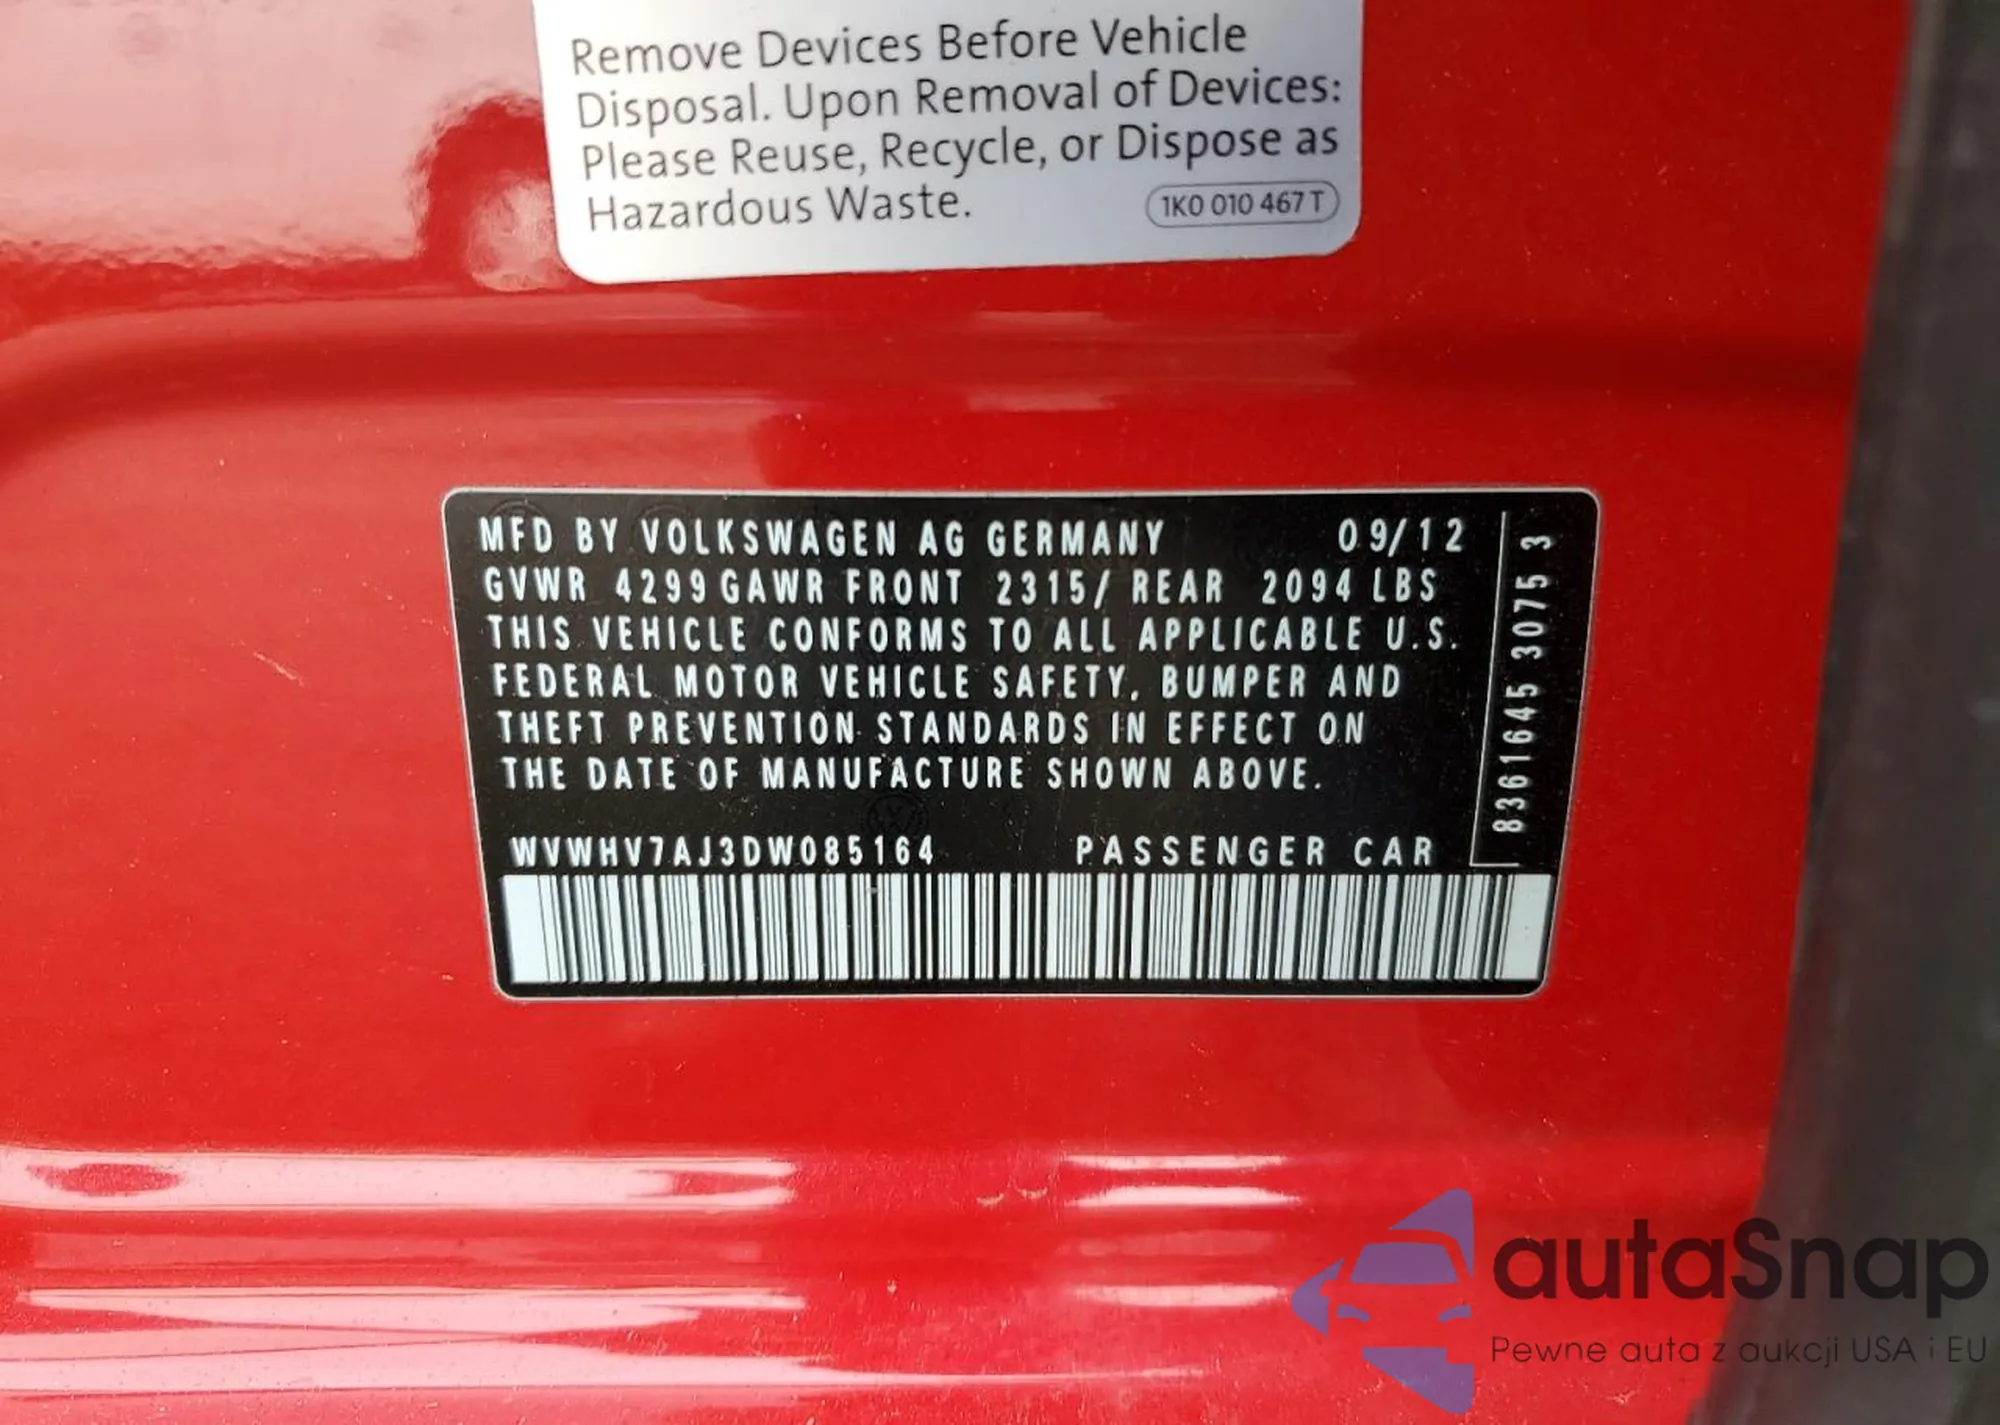 Remove Devices Before Vehicle
Disposal. Upon Removal of Devices:
Please Reuse, Recycle, or Dispose as
Hazardous Waste.
1K0 010 467 T
MFD BY VOLKSWAGEN AG GERMANY 09/12
GVWR 4299 GAWR FRONT 2315/ REAR 2094 LBS
THIS VEHICLE CONFORMS TO ALL APPLICABLE U.S.
FEDERAL MOTOR VEHICLE SAFETY, BUMPER AND
THEFT PREVENTION STANDARDS IN EFFECT ON
THE DATE OF MANUFACTURE SHOWN ABOVE.
WVWHV7AJ3DW085164 PASSENGER CAR
8361645 3075 3
autaSnap
Pewne auta z aukcji USA i EU